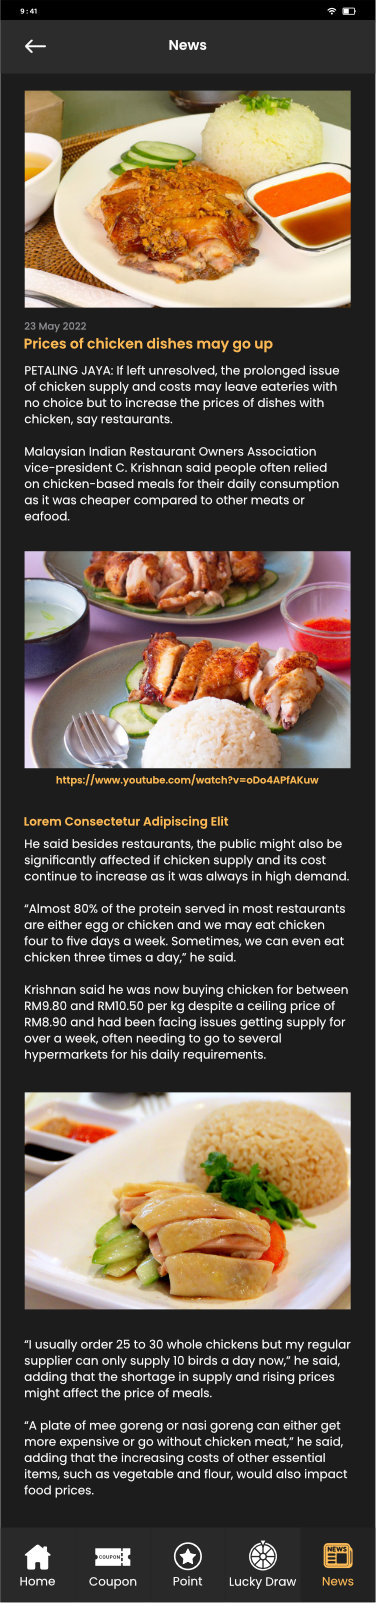 9 : 41
News
23 May 2022
Prices of chicken dishes may go up
PETALING JAYA: If left unresolved, the prolonged issue
of chicken supply and costs may leave eateries with
no choice but to increase the prices of dishes with
chicken, say restaurants.
Malaysian Indian Restaurant Owners Association
vice-president C. Krishnan said people often relied
on chicken-based meals for their daily consumption
as it was cheaper compared to other meats or
eafood.
https://www.youtube.com/watch?v=oDo4APfAKuw
Lorem Consectetur Adipiscing Elit
He said besides restaurants, the public might also be
significantly affected if chicken supply and its cost
continue to increase as it was always in high demand.
“Almost 80% of the protein served in most restaurants
are either egg or chicken and we may eat chicken
four to five days a week. Sometimes, we can even eat
chicken three times a day,” he said.
Krishnan said he was now buying chicken for between
RM9.80 and RM10.50 per kg despite a ceiling price of
RM8.90 and had been facing issues getting supply for
over a week, often needing to go to several
hypermarkets for his daily requirements.
“I usually order 25 to 30 whole chickens but my regular
supplier can only supply 10 birds a day now,” he said,
adding that the shortage in supply and rising prices
might affect the price of meals.
“A plate of mee goreng or nasi goreng can either get
more expensive or go without chicken meat,” he said,
adding that the increasing costs of other essential
items, such as vegetable and flour, would also impact
food prices.
COUPON
NEWS
Home
Coupon
Point
Lucky Draw
News